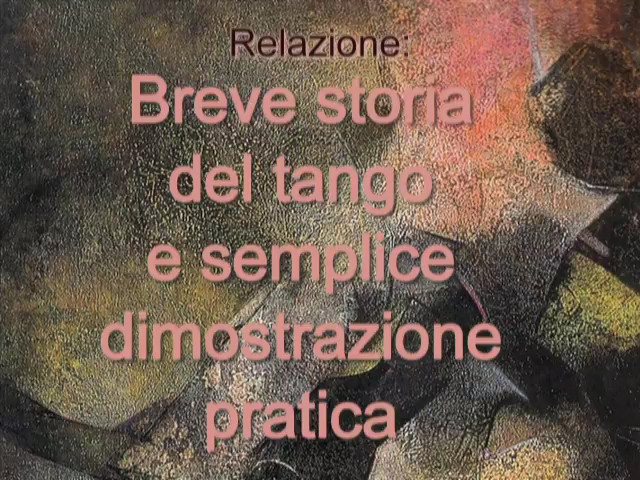 Relazione:
Breve storia
del tango
e semplice
dimostrazione
pratica